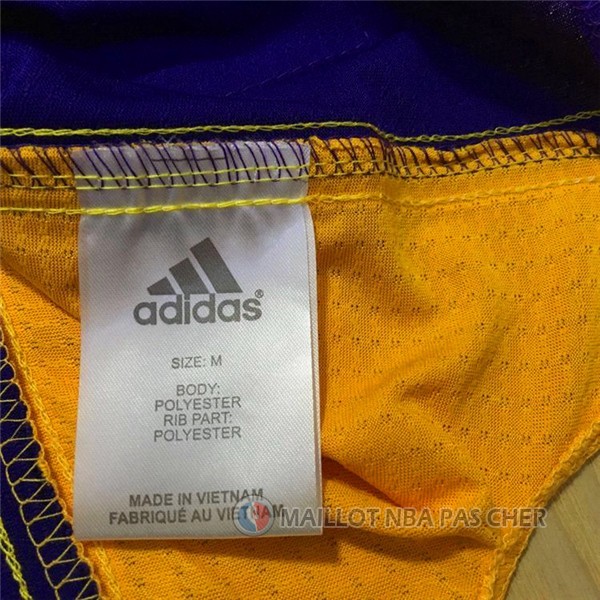 adidas®
SIZE: M
BODY:
POLYESTER
RIB PART:
POLYESTER
MADE IN VIETNAM
FABRIQUÉ AU VIETNAM
MAILLOT NBA PAS CHER